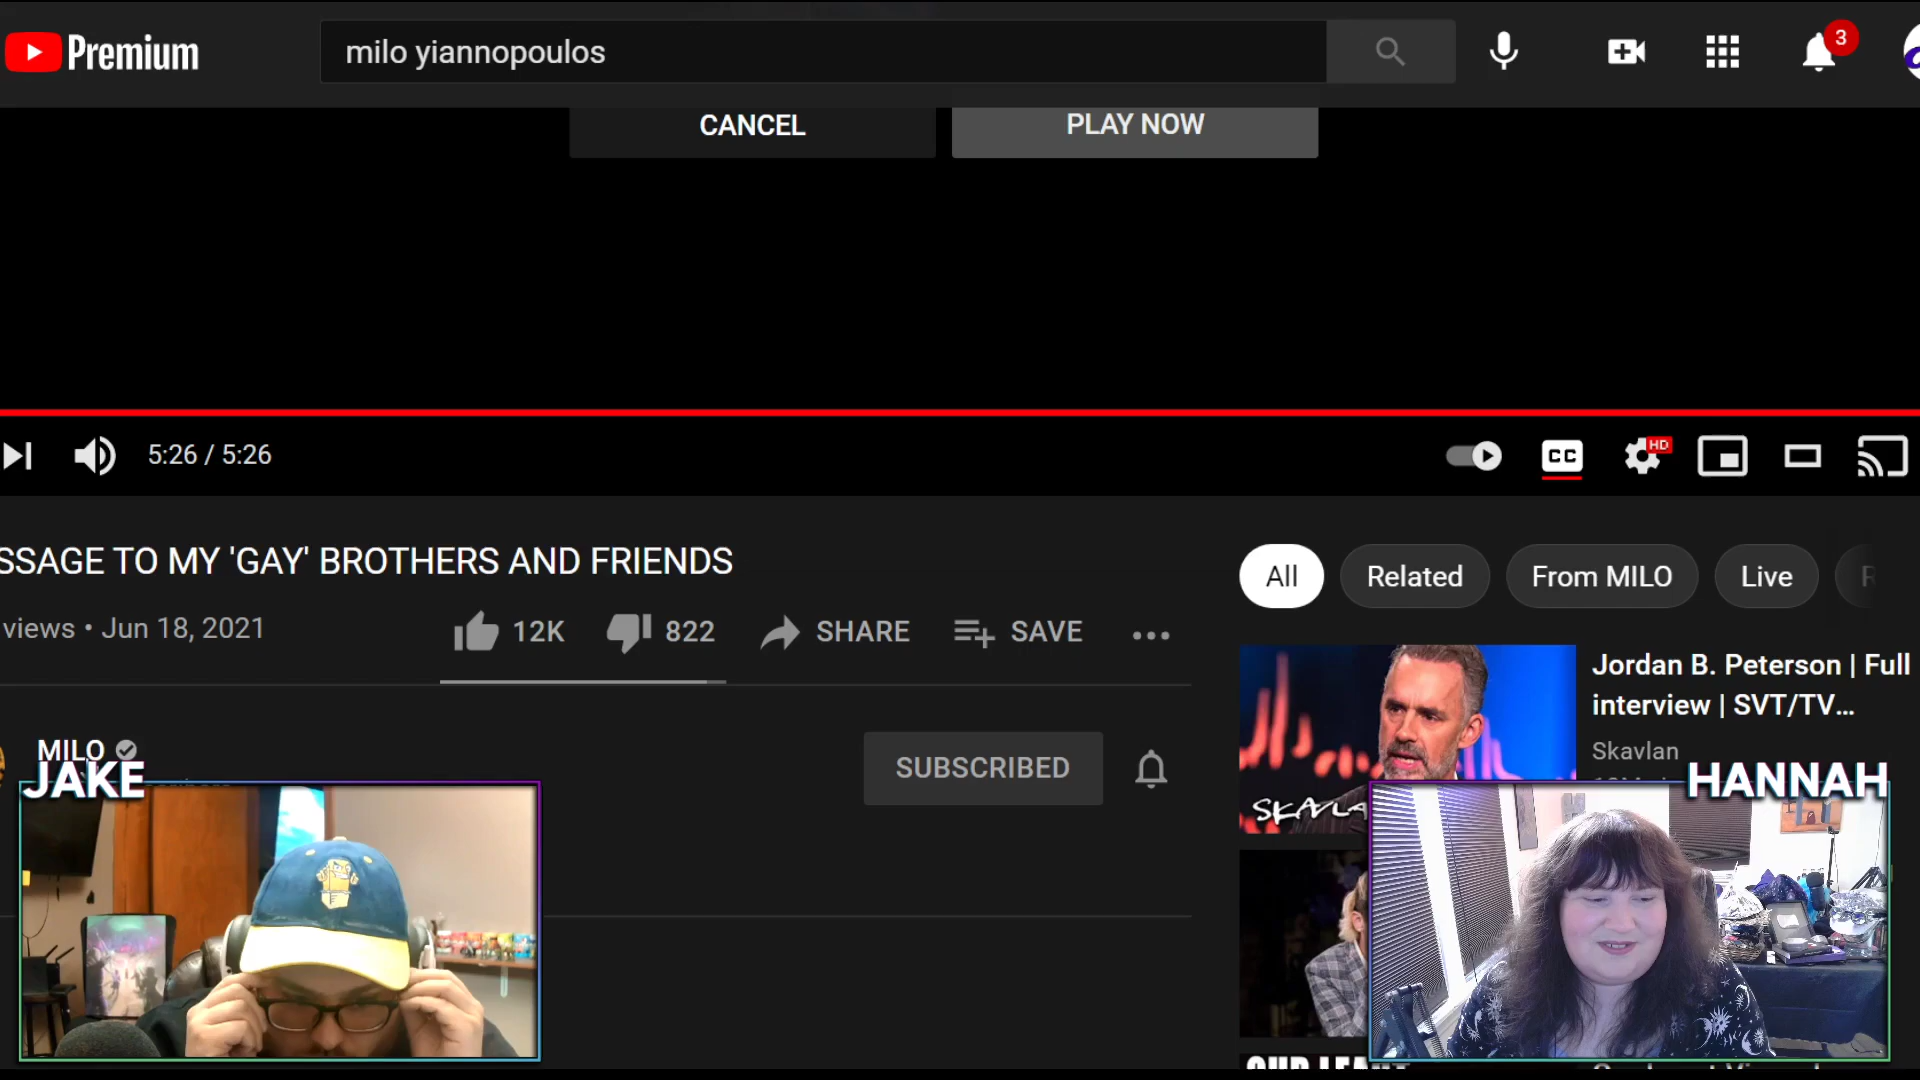 Premium
milo yiannopoulos
3
CANCEL
PLAY NOW
5:26 / 5:26
CC
HD
SSAGE TO MY 'GAY' BROTHERS AND FRIENDS
views • Jun 18, 2021
12K
822
SHARE
SAVE
All
Related
From MILO
Live
Jordan B. Peterson | Full
interview | SVT/TV...
Skavlan
SKAVLA
MILO
SUBSCRIBED
JAKE
HANNAH